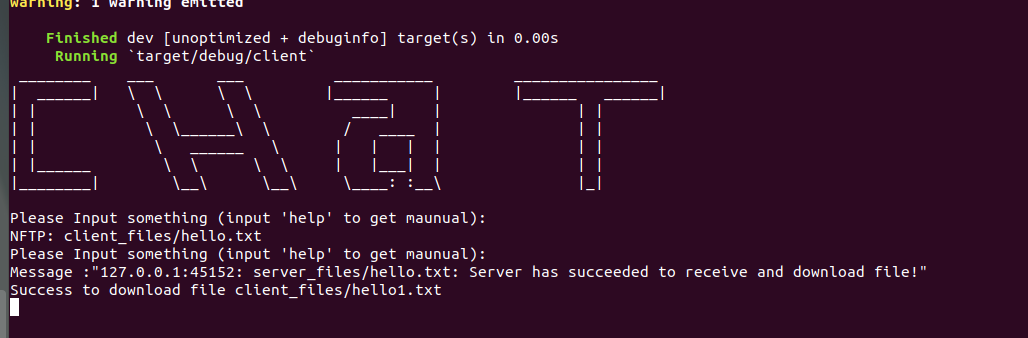 warning: 1 warning emitted
Finished dev [unoptimized + debuginfo] target(s) in 0.00s
Running `target/debug/client`
CHaT
Please Input something (input 'help' to get maunual):
NFTP: client_files/hello.txt
Please Input something (input 'help' to get maunual):
Message :"127.0.0.1:45152: server_files/hello.txt: Server has succeeded to receive and download file!"
Success to download file client_files/hello1.txt